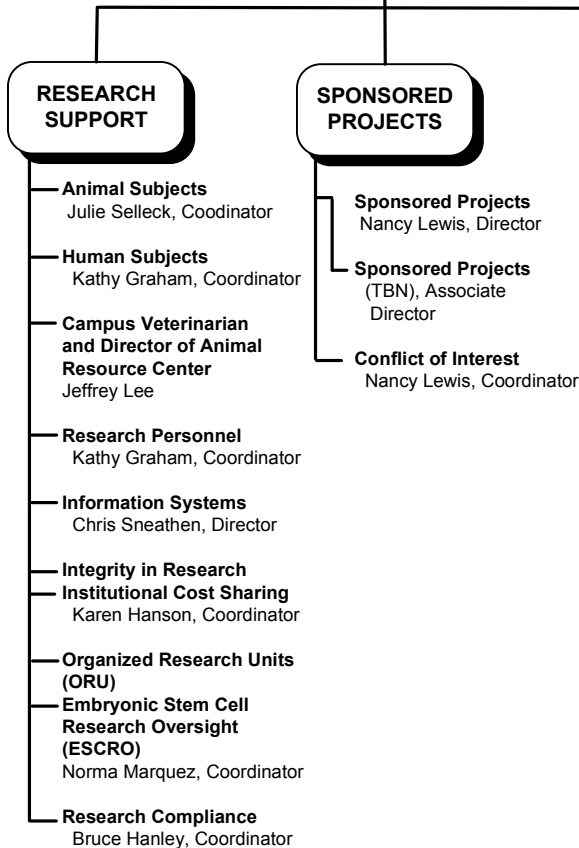 RESEARCH
SUPPORT
Animal Subjects
Julie Selleck, Coodinator
Human Subjects
Kathy Graham, Coordinator
Campus Veterinarian
and Director of Animal
Resource Center
Jeffrey Lee
Research Personnel
Kathy Graham, Coordinator
Information Systems
Chris Sneathen, Director
Integrity in Research
Institutional Cost Sharing
Karen Hanson, Coordinator
Organized Research Units
(ORU)
Embryonic Stem Cell
Research Oversight
(ESCRO)
Norma Marquez, Coordinator
Research Compliance
Bruce Hanley, Coordinator
SPONSORED
PROJECTS
Sponsored Projects
Nancy Lewis, Director
Sponsored Projects
(TBN), Associate
Director
Conflict of Interest
Nancy Lewis, Coordinator